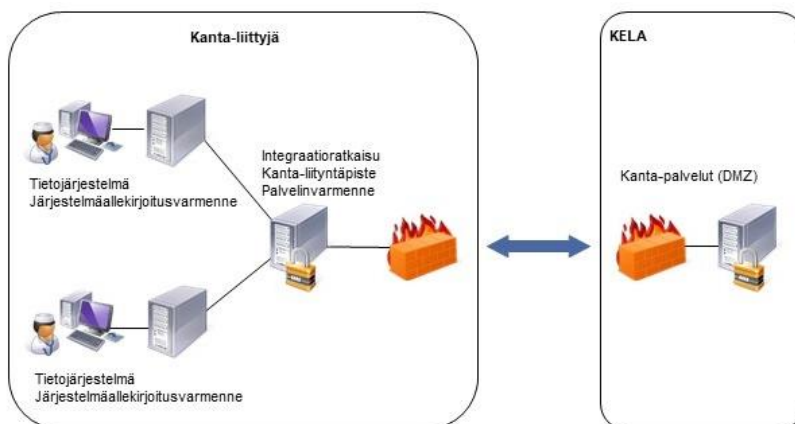 Kanta-liittyjä
KELA
Integraatioratkaisu
Kanta-liityntäpiste
Palvelinvarmenne
Tietojärjestelmä
Järjestelmäallekirjoitusvarmenne
Kanta-palvelut (DMZ)
Tietojärjestelmä
Järjestelmäallekirjoitusvarmenne